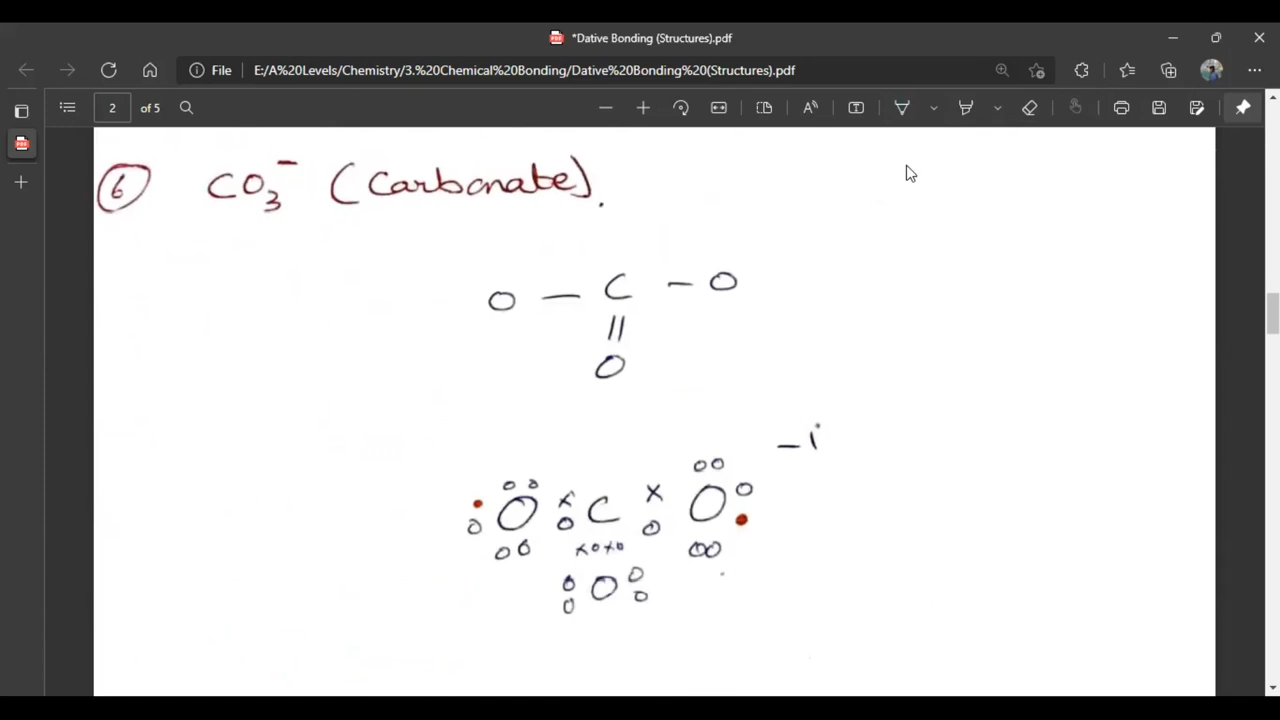 *Dative Bonding (Structures).pdf
File E:/A%20Levels/Chemistry/3.%20Chemical%20Bonding/Dative%20Bonding%20(Structures).pdf
2 of 5
6 CO₃⁻ (Carbonate).
O — C — O
||
O
– i
O C O
O